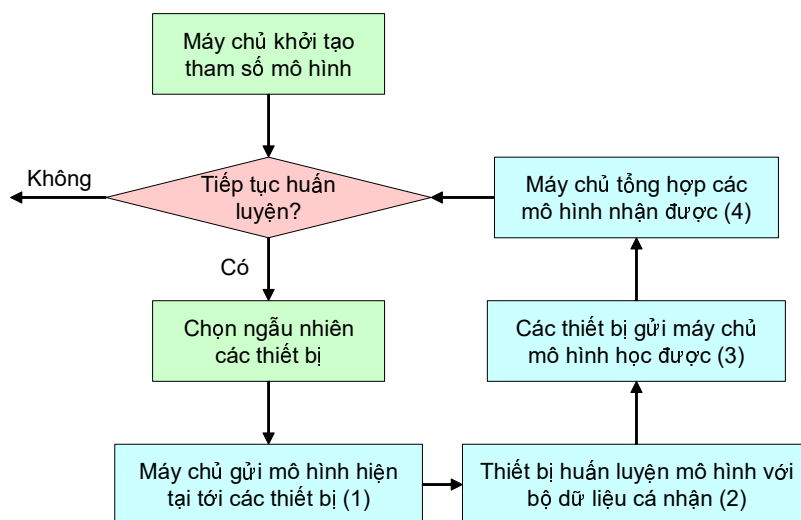 Máy chủ khởi tạo
tham số mô hình
Không
Tiếp tục huấn
luyện?
Có
Chọn ngẫu nhiên
các thiết bị
Máy chủ gửi mô hình hiện
tại tới các thiết bị (1)
Thiết bị huấn luyện mô hình với
bộ dữ liệu cá nhân (2)
Các thiết bị gửi máy chủ
mô hình học được (3)
Máy chủ tổng hợp các
mô hình nhận được (4)